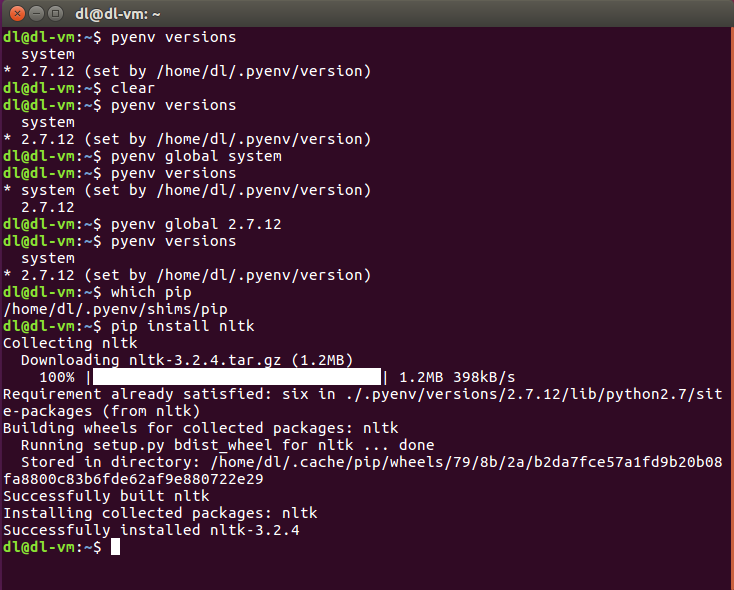 dl@dl-vm: ~
dl@dl-vm:~$ pyenv versions
  system
* 2.7.12 (set by /home/dl/.pyenv/version)
dl@dl-vm:~$ clear
dl@dl-vm:~$ pyenv versions
  system
* 2.7.12 (set by /home/dl/.pyenv/version)
dl@dl-vm:~$ pyenv global system
dl@dl-vm:~$ pyenv versions
* system (set by /home/dl/.pyenv/version)
  2.7.12
dl@dl-vm:~$ pyenv global 2.7.12
dl@dl-vm:~$ pyenv versions
  system
* 2.7.12 (set by /home/dl/.pyenv/version)
dl@dl-vm:~$ which pip
/home/dl/.pyenv/shims/pip
dl@dl-vm:~$ pip install nltk
Collecting nltk
  Downloading nltk-3.2.4.tar.gz (1.2MB)
    100% |████████████████████████████████| 1.2MB 398kB/s
Requirement already satisfied: six in ./.pyenv/versions/2.7.12/lib/python2.7/sit
e-packages (from nltk)
Building wheels for collected packages: nltk
  Running setup.py bdist_wheel for nltk ... done
  Stored in directory: /home/dl/.cache/pip/wheels/79/8b/2a/b2da7fce57a1fd9b20b08
fa8800c83b6fde62af9e880722e29
Successfully built nltk
Installing collected packages: nltk
Successfully installed nltk-3.2.4
dl@dl-vm:~$